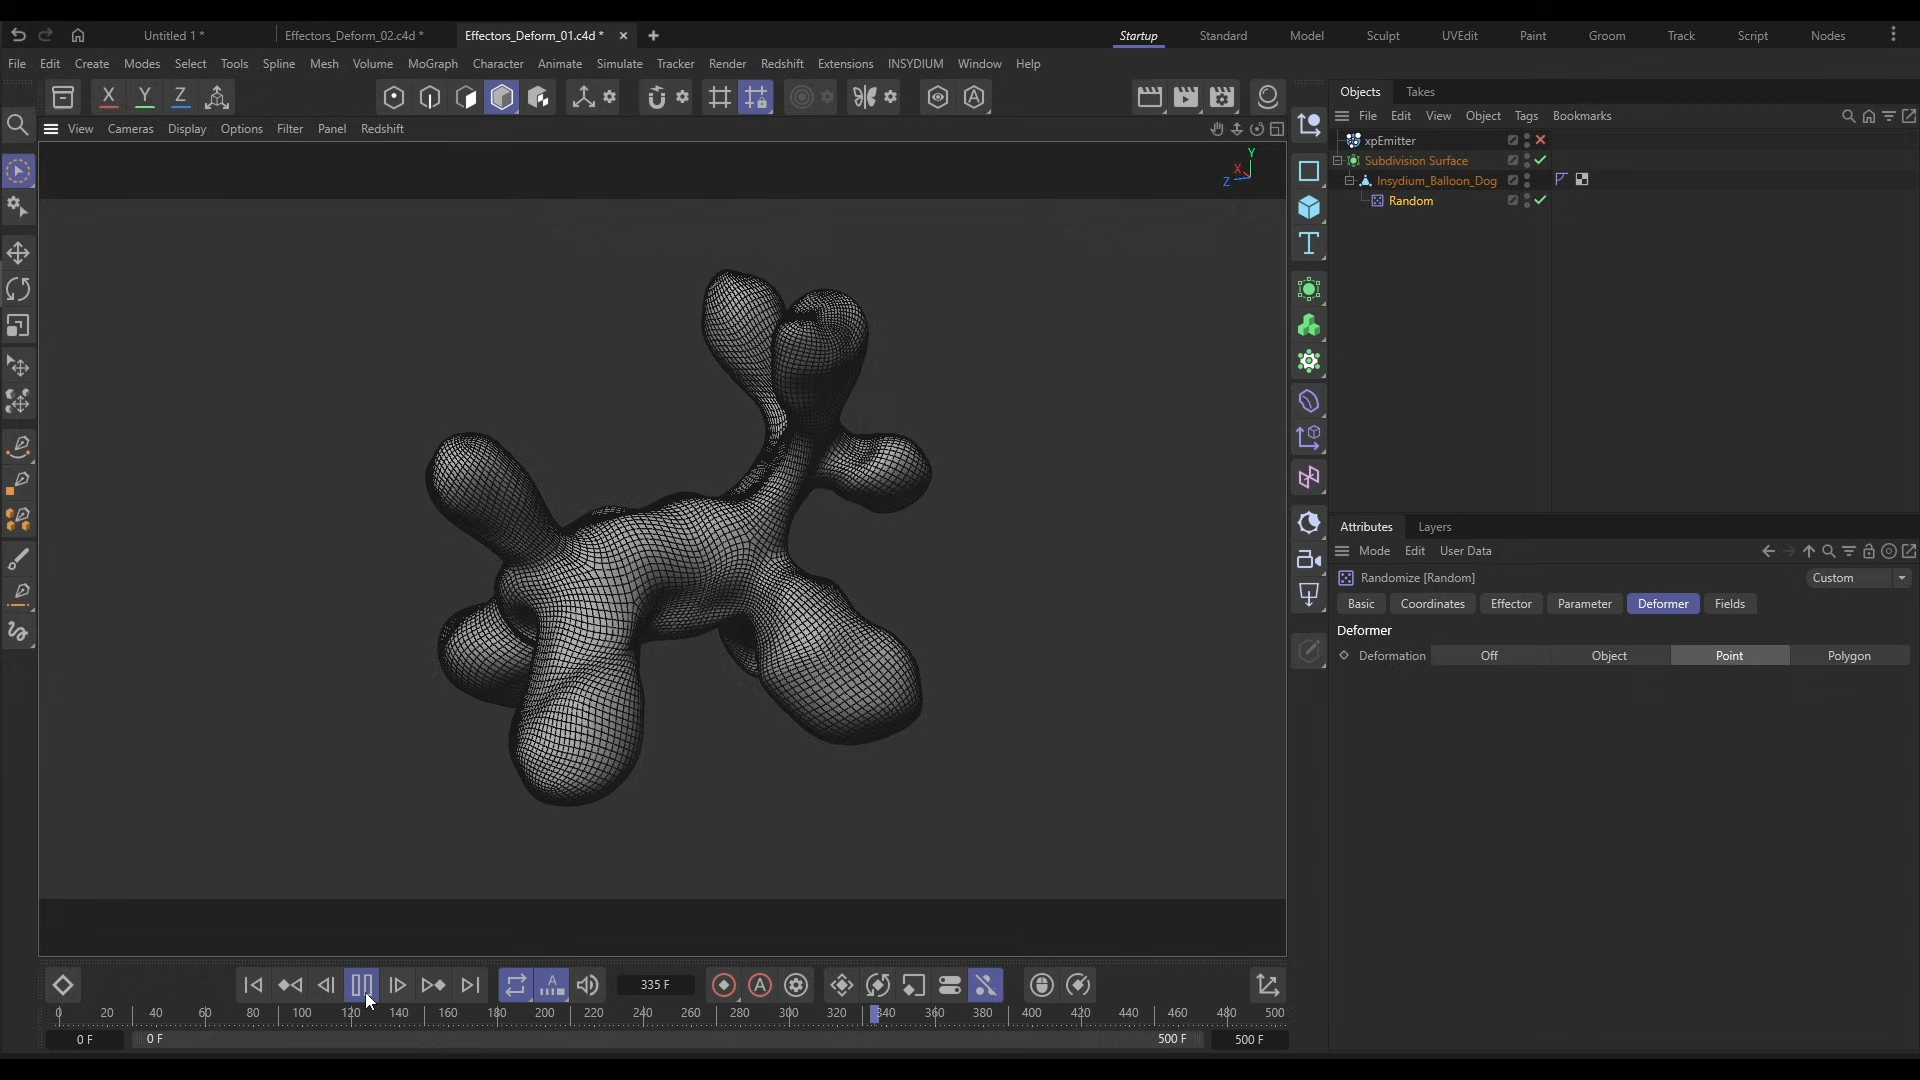 Untitled 1 * Effectors_Deform_02.c4d * Effectors_Deform_01.c4d * Startup Standard Model Sculpt UVEdit Paint Groom Track Script Nodes
File Edit Create Modes Select Tools Spline Mesh Volume MoGraph Character Animate Simulate Tracker Render Redshift Extensions INSYDIUM Window Help
X Y Z
Objects Takes
File Edit View Object Tags Bookmarks
View Cameras Display Options Filter Panel Redshift
xpEmitter
Subdivision Surface
Insydium_Balloon_Dog
Random
Y
X
Z
Attributes Layers
Mode Edit User Data
Randomize [Random] Custom
Basic Coordinates Effector Parameter Deformer Fields
Deformer
Deformation Off Object Point Polygon
335 F
0 20 40 60 80 100 120 140 160 180 200 220 240 260 280 300 320 340 360 380 400 420 440 460 480 500
0 F 0 F 500 F 500 F